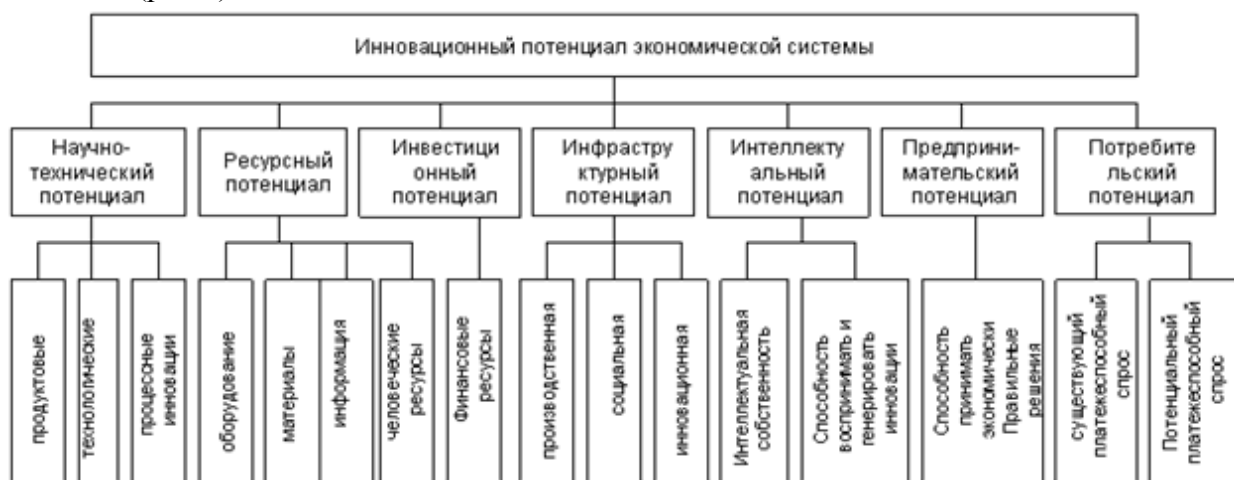 Инновационный потенциал экономической системы
Научно-
технический
потенциал
Ресурсный
потенциал
Инвестици
онный
потенциал
Инфрастру
ктурный
потенциал
Интеллекту
альный
потенциал
Предприни-
мательский
потенциал
Потребите
льский
потенциал
продуктовые
технологические
процессные
инновации
оборудование
материалы
информация
человеческие
ресурсы
Финансовые
ресурсы
производственная
социальная
инновационная
Интеллектуальная
собственность
Способность
воспринимать и
генерировать
инновации
Способность
принимать
экономически
Правильные
решения
существующий
платежеспособный
спрос
Потенциальный
платежеспособный
спрос